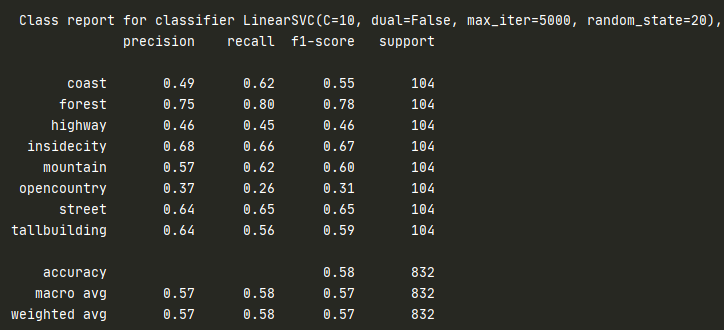 Class report for classifier LinearSVC(C=10, dual=False, max_iter=5000, random_state=20),
precision recall f1-score support
coast 0.49 0.62 0.55 104
forest 0.75 0.80 0.78 104
highway 0.46 0.45 0.46 104
insidecity 0.68 0.66 0.67 104
mountain 0.57 0.62 0.60 104
opencountry 0.37 0.26 0.31 104
street 0.64 0.65 0.65 104
tallbuilding 0.64 0.56 0.59 104
accuracy 0.58 832
macro avg 0.57 0.58 0.57 832
weighted avg 0.57 0.58 0.57 832